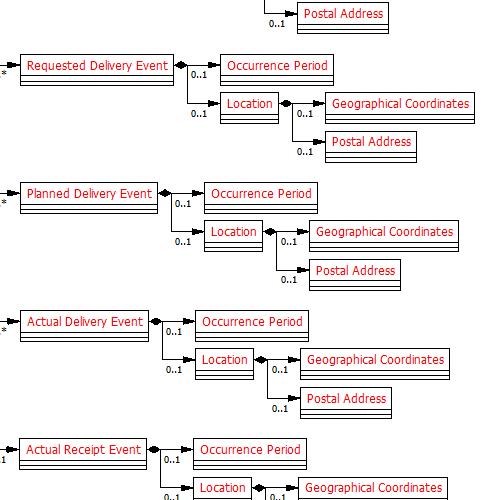 Postal Address
0..1
Requested Delivery Event
Occurrence Period
..*
0..1
Location
Geographical Coordinates
0..1
0..1
Postal Address
0..1
Planned Delivery Event
Occurrence Period
..*
0..1
Location
Geographical Coordinates
0..1
0..1
Postal Address
0..1
Actual Delivery Event
Occurrence Period
..*
0..1
Location
Geographical Coordinates
0..1
0..1
Postal Address
0..1
Actual Receipt Event
Occurrence Period
.1
0..1
Location
Geographical Coordinates
0..1
0..1